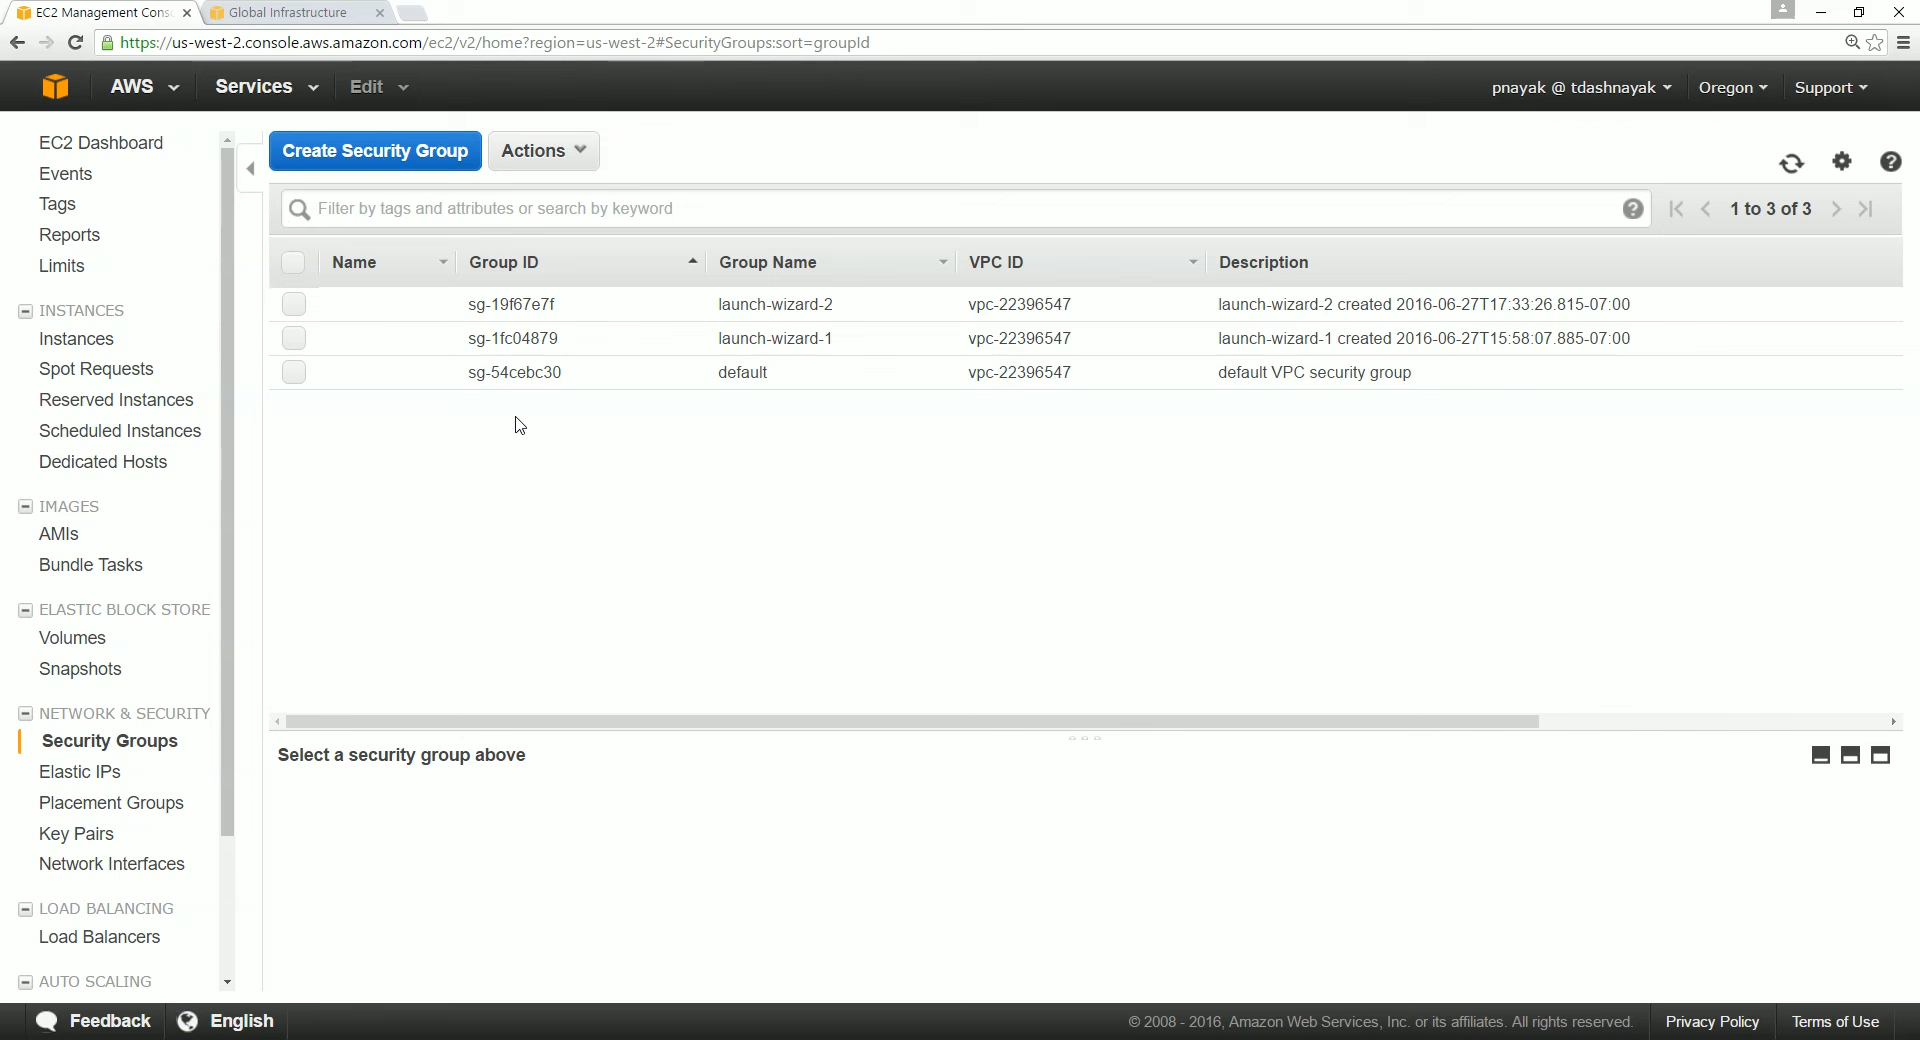 EC2 Management Cons
Global Infrastructure
https://us-west-2.console.aws.amazon.com/ec2/v2/home?region=us-west-2#SecurityGroups:sort=groupId
AWS Services Edit pnayak @ tdashnayak Oregon Support
EC2 Dashboard
Events
Tags
Reports
Limits
INSTANCES
Instances
Spot Requests
Reserved Instances
Scheduled Instances
Dedicated Hosts
IMAGES
AMIs
Bundle Tasks
ELASTIC BLOCK STORE
Volumes
Snapshots
NETWORK & SECURITY
Security Groups
Elastic IPs
Placement Groups
Key Pairs
Network Interfaces
LOAD BALANCING
Load Balancers
AUTO SCALING
Create Security Group Actions
Filter by tags and attributes or search by keyword 1 to 3 of 3
Name Group ID Group Name VPC ID Description
sg-19f67e7f launch-wizard-2 vpc-22396547 launch-wizard-2 created 2016-06-27T17:33:26.815-07:00
sg-1fc04879 launch-wizard-1 vpc-22396547 launch-wizard-1 created 2016-06-27T15:58:07.885-07:00
sg-54cebc30 default vpc-22396547 default VPC security group
Select a security group above
Feedback English © 2008 - 2016, Amazon Web Services, Inc. or its affiliates. All rights reserved. Privacy Policy Terms of Use